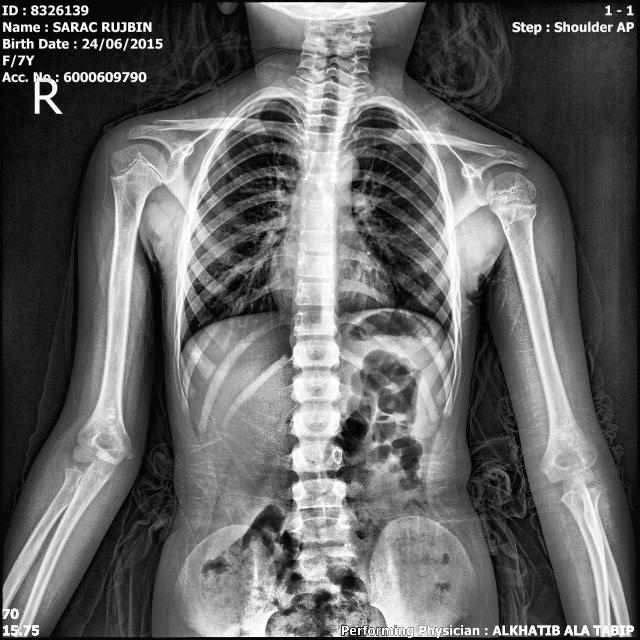 ID : 8326139
Name : SARAC RUJBIN
Birth Date : 24/06/2015
F/7Y
Acc. No : 6000609790
R
1 - 1
Step : Shoulder AP
70
15.75
Performing Physician : ALKHATIB ALA TABIP